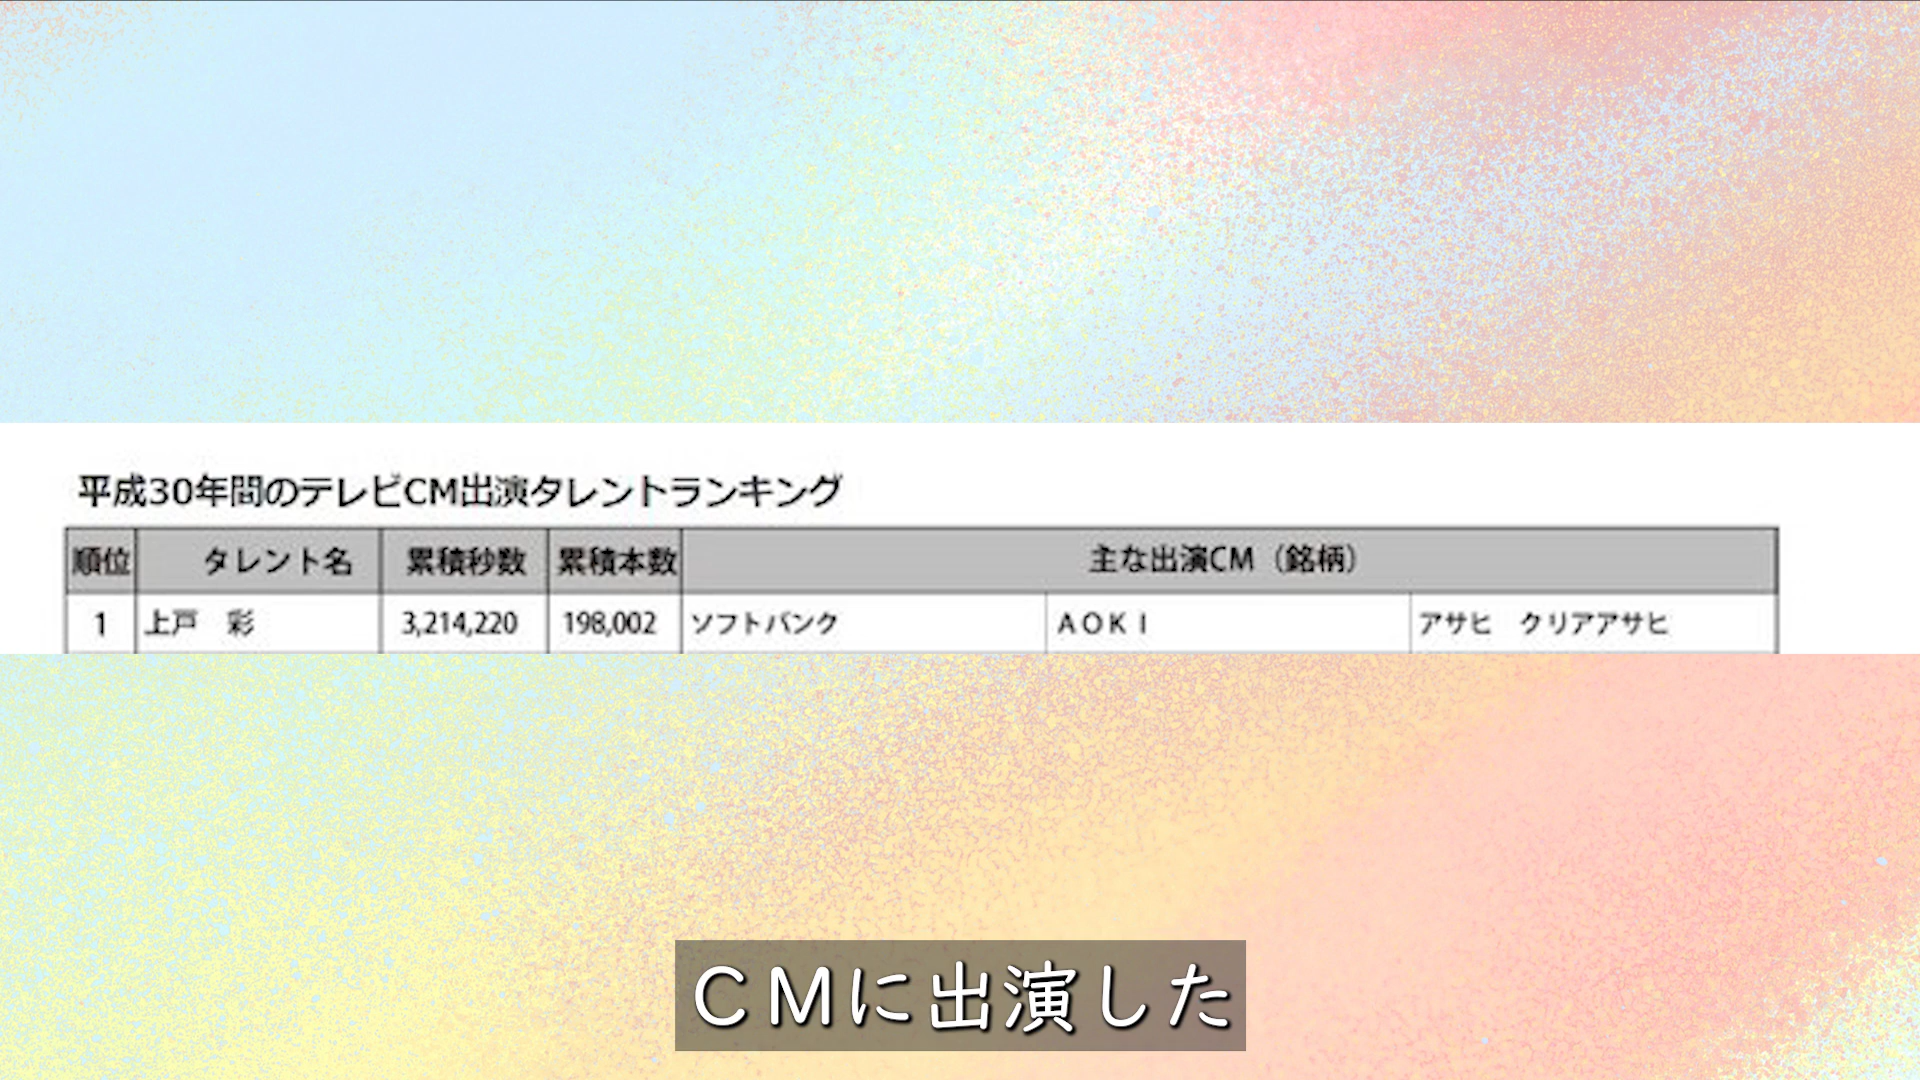 平成30年間のテレビCM出演タレントランキング
順位 タレント名 累積秒数 累積本数 主な出演CM（銘柄）
1 上戸　彩 3,214,220 198,002 ソフトバンク ＡＯＫＩ アサヒ　クリアアサヒ
ＣＭに出演した